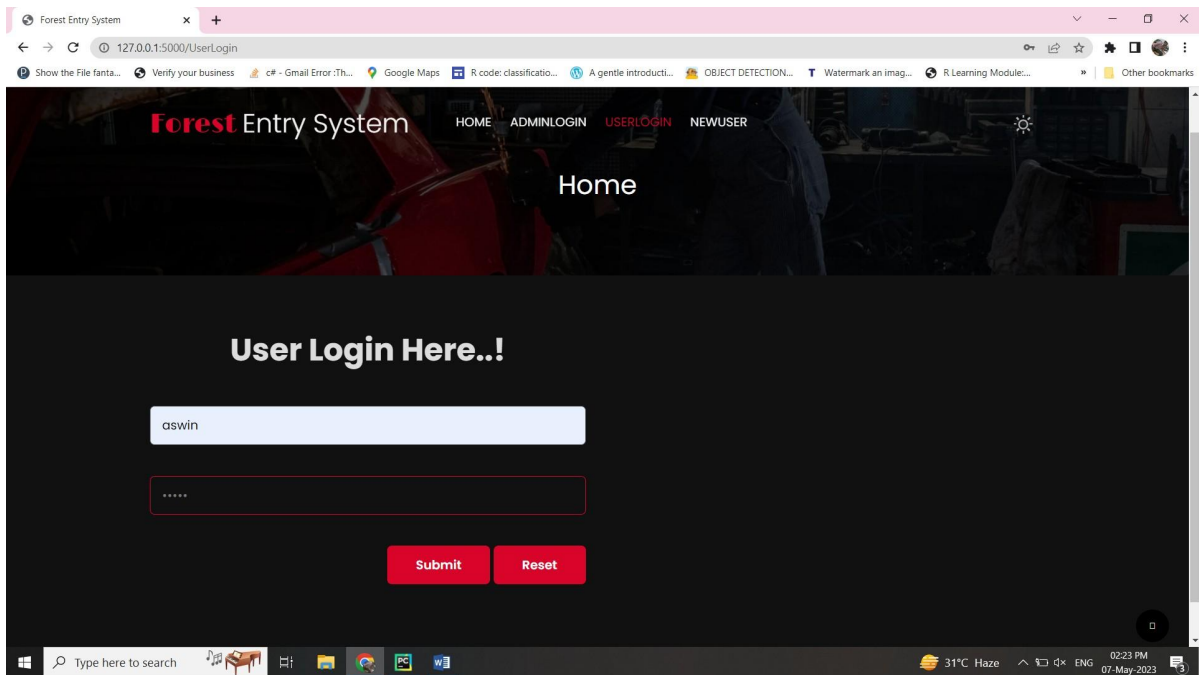 Forest Entry System
127.0.0.1:5000/UserLogin
Show the File fanta... Verify your business c# - Gmail Error :Th... Google Maps R code: classificatio... A gentle introducti... OBJECT DETECTION... T Watermark an imag... R Learning Module:... » Other bookmarks
Forest Entry System HOME ADMINLOGIN USERLOGIN NEWUSER
Home
User Login Here..!
aswin
•••••
Submit Reset
Type here to search PC W 31°C Haze ENG 02:23 PM
07-May-2023 3